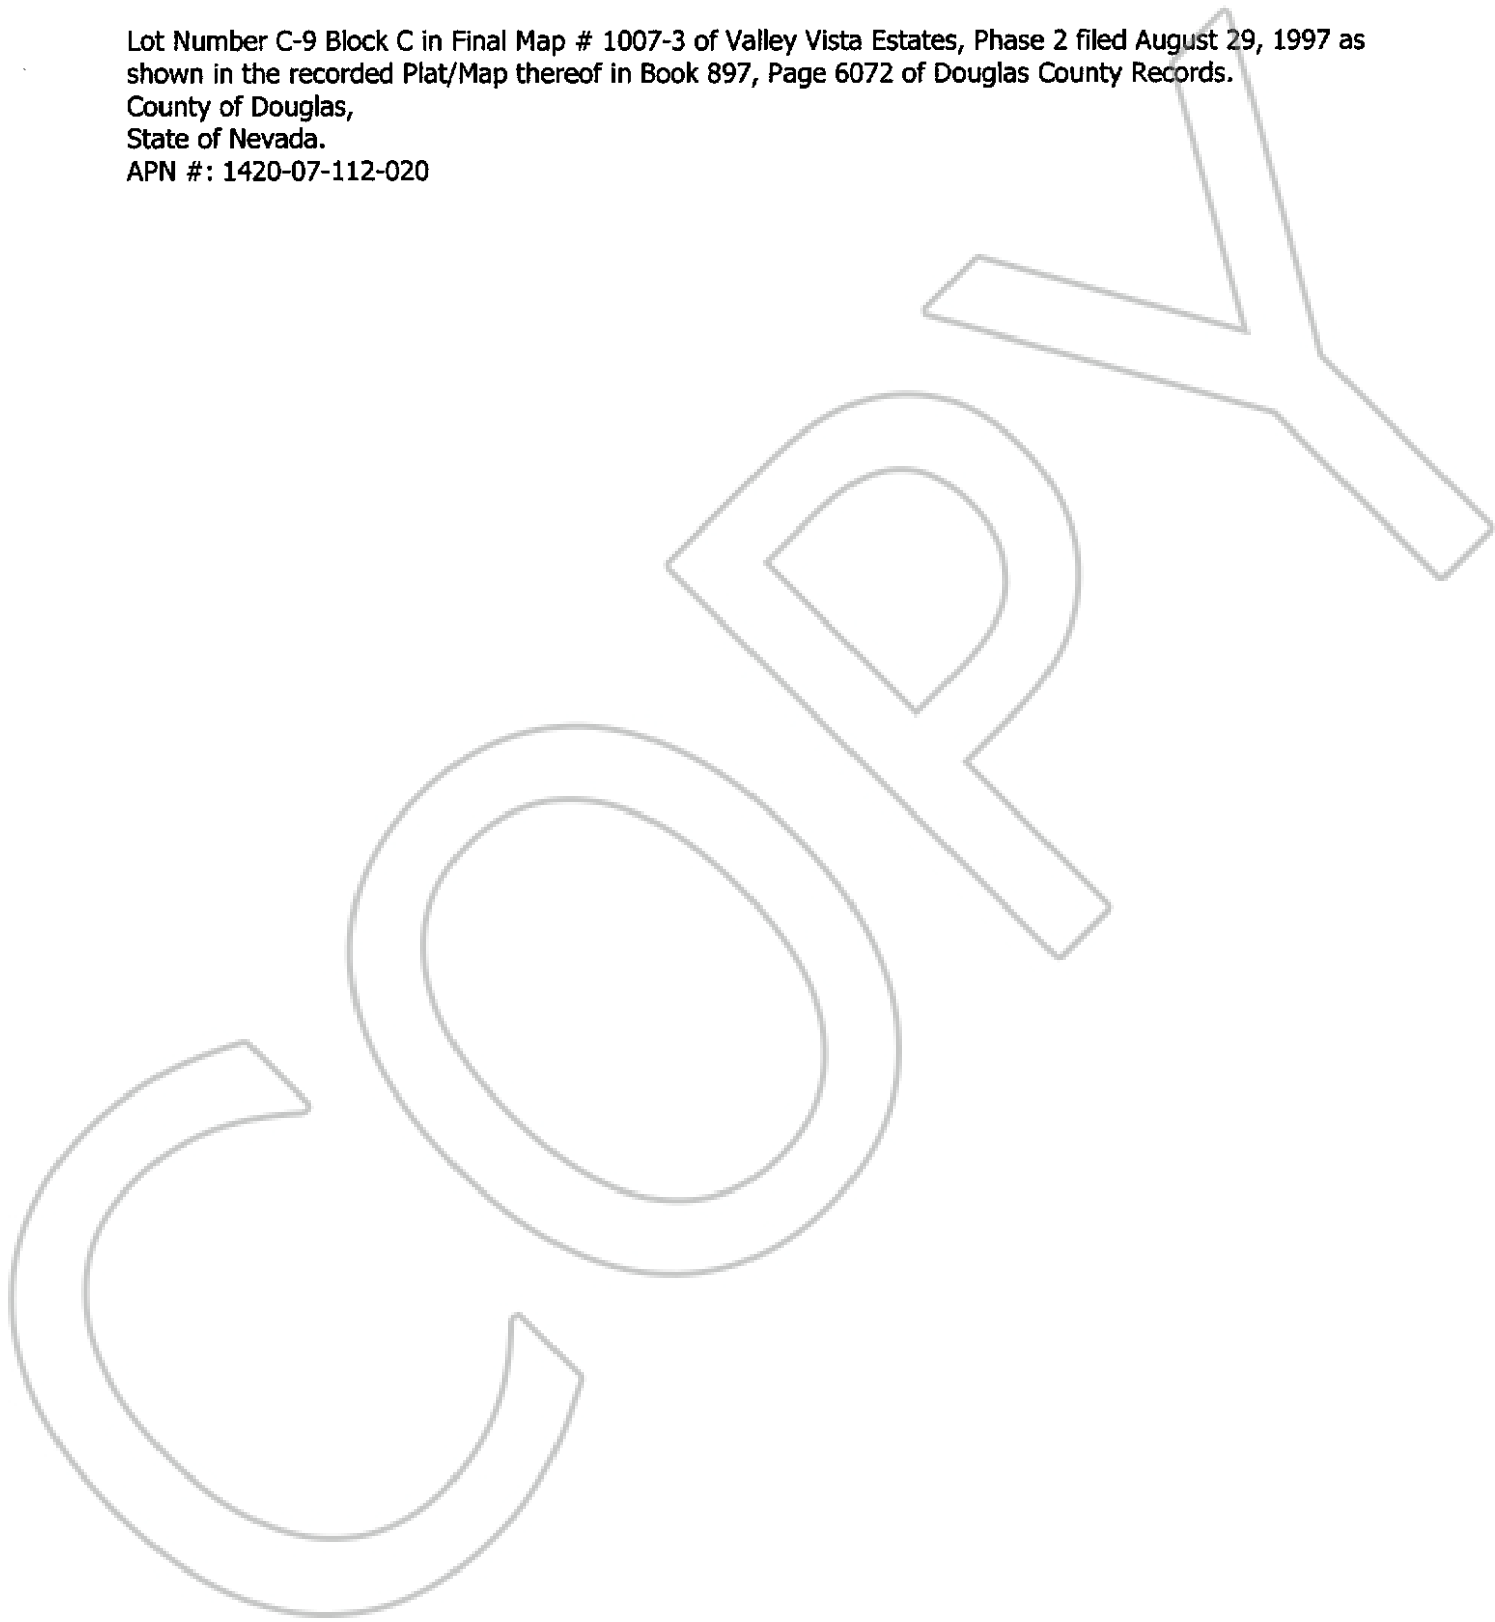 Lot Number C-9 Block C in Final Map # 1007-3 of Valley Vista Estates, Phase 2 filed August 29, 1997 as
shown in the recorded Plat/Map thereof in Book 897, Page 6072 of Douglas County Records.
County of Douglas,
State of Nevada.
APN #: 1420-07-112-020
COPY